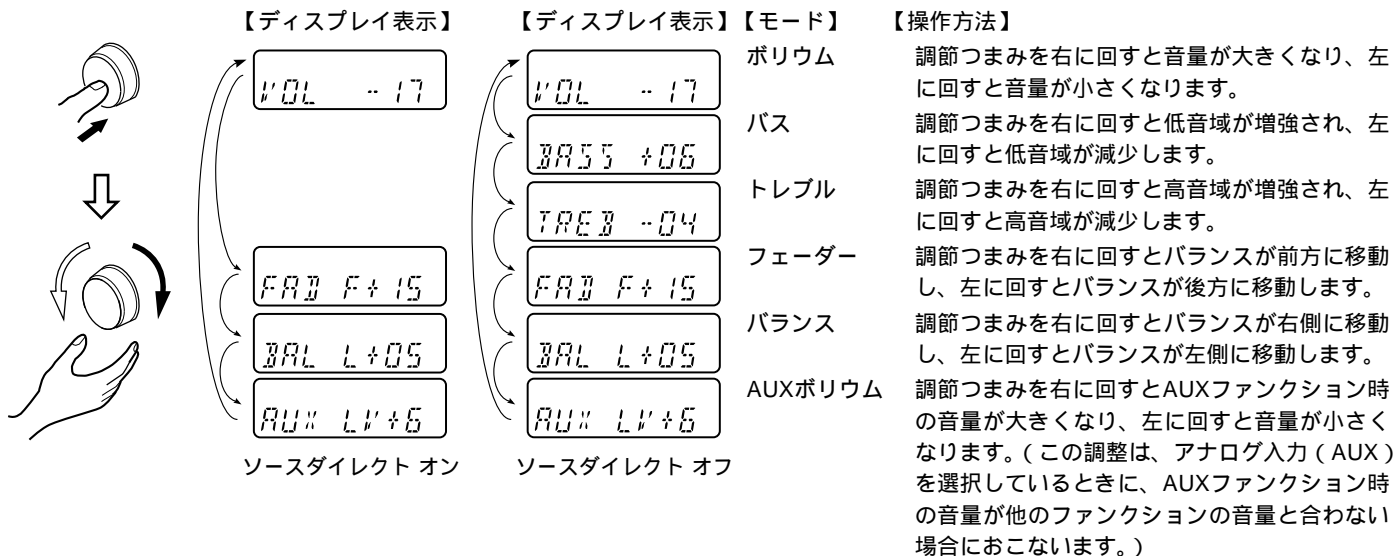 【ディスプレイ表示】 【ディスプレイ表示】 【モード】 【操作方法】
VOL -17
FAD F+15
BAL L+05
AUX LV+6
ソースダイレクト オン
VOL -17
BASS +06
TREB -04
FAD F+15
BAL L+05
AUX LV+6
ソースダイレクト オフ
ボリウム
調節つまみを右に回すと音量が大きくなり、左
に回すと音量が小さくなります。
バス
調節つまみを右に回すと低音域が増強され、左
に回すと低音域が減少します。
トレブル
調節つまみを右に回すと高音域が増強され、左
に回すと高音域が減少します。
フェーダー
調節つまみを右に回すとバランスが前方に移動
し、左に回すとバランスが後方に移動します。
バランス
調節つまみを右に回すとバランスが右側に移動
し、左に回すとバランスが左側に移動します。
AUXボリウム
調節つまみを右に回すとAUXファンクション時
の音量が大きくなり、左に回すと音量が小さく
なります。(この調整は、アナログ入力(AUX)
を選択しているときに、AUXファンクション時
の音量が他のファンクションの音量と合わない
場合におこないます。)